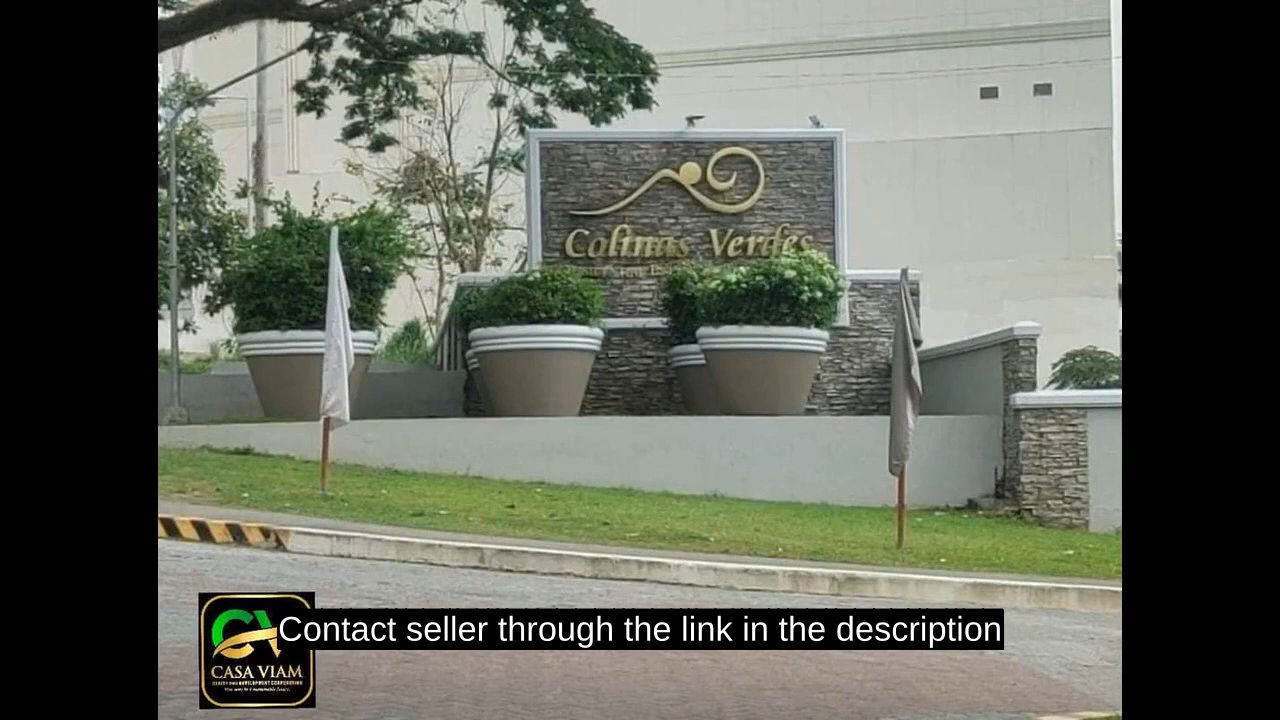 Colinas Verdes
Contact seller through the link in the description
CASA VIAM